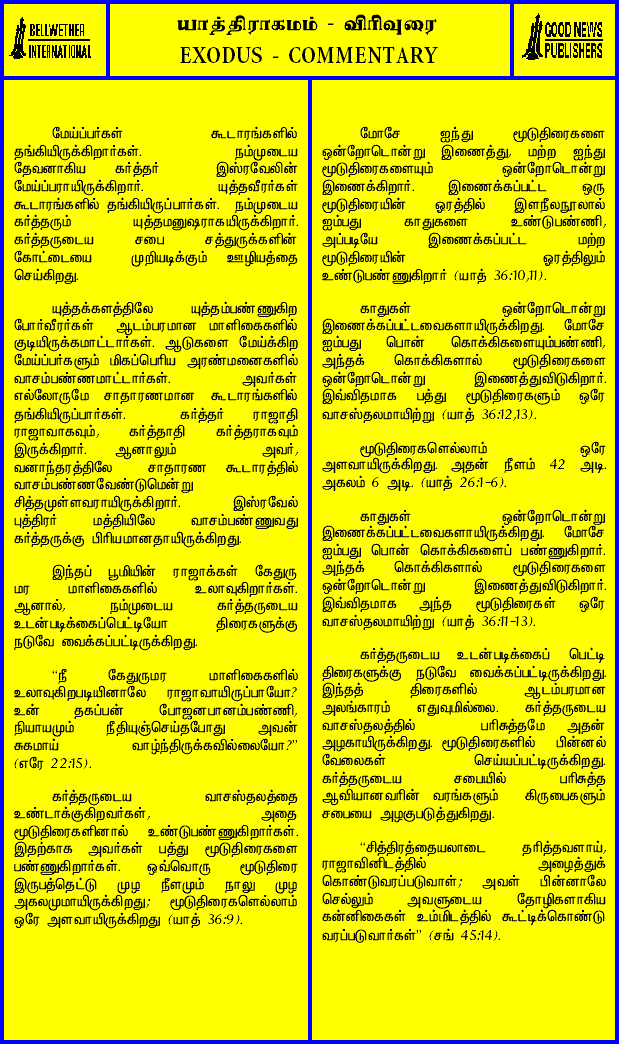 BELLWETHER
INTERNATIONAL
யாத்திராகமம் - விரிவுரை
EXODUS - COMMENTARY
GOOD NEWS
PUBLISHERS
மேய்ப்பர்கள் கூடாரங்களில்
தங்கியிருக்கிறார்கள். நம்முடைய
தேவனாகிய கர்த்தர் இஸ்ரவேலின்
மேய்ப்பராயிருக்கிறார். யுத்தவீரர்கள்
கூடாரங்களில் தங்கியிருப்பார்கள். நம்முடைய
கர்த்தரும் யுத்தமனுஷராகயிருக்கிறார்.
கர்த்தருடைய சபை சத்துருக்களின்
கோட்டையை முறியடிக்கும் ஊழியத்தை
செய்கிறது.
யுத்தக்களத்திலே யுத்தம்பண்ணுகிற
போர்வீரர்கள் ஆடம்பரமான மாளிகைகளில்
குடியிருக்கமாட்டார்கள். ஆடுகளை மேய்க்கிற
மேய்ப்பர்களும் மிகப்பெரிய அரண்மனைகளில்
வாசம்பண்ணமாட்டார்கள். அவர்கள்
எல்லோருமே சாதாரணமான கூடாரங்களில்
தங்கியிருப்பார்கள். கர்த்தர் ராஜாதி
ராஜாவாகவும், கர்த்தாதி கர்த்தராகவும்
இருக்கிறார். ஆனாலும் அவர்,
வனாந்தரத்திலே சாதாரண கூடாரத்தில்
வாசம்பண்ணவேண்டுமென்று
சித்தமுள்ளவராயிருக்கிறார். இஸ்ரவேல்
புத்திரர் மத்தியிலே வாசம்பண்ணுவது
கர்த்தருக்கு பிரியமானதாயிருக்கிறது.
இந்தப் பூமியின் ராஜாக்கள் கேதுரு
மர மாளிகைகளில் உலாவுகிறார்கள்.
ஆனால், நம்முடைய கர்த்தருடைய
உடன்படிக்கைப்பெட்டியோ திரைகளுக்கு
நடுவே வைக்கப்பட்டிருக்கிறது.
"நீ கேதுருமர மாளிகைகளில்
உலாவுகிறபடியினாலே ராஜாவாயிருப்பாயோ?
உன் தகப்பன் போஜனபானம்பண்ணி,
நியாயமும் நீதியுஞ்செய்தபோது அவன்
சுகமாய் வாழ்ந்திருக்கவில்லையோ?"
(எரே 22:15).
கர்த்தருடைய வாசஸ்தலத்தை
உண்டாக்குகிறவர்கள், அதை
மூடுதிரைகளினால் உண்டுபண்ணுகிறார்கள்.
இதற்காக அவர்கள் பத்து மூடுதிரைகளை
பண்ணுகிறார்கள். ஒவ்வொரு மூடுதிரை
இருபத்தெட்டு முழ நீளமும் நாலு முழ
அகலமுமாயிருக்கிறது; மூடுதிரைகளெல்லாம்
ஒரே அளவாயிருக்கிறது (யாத் 36:9).
மோசே ஐந்து மூடுதிரைகளை
ஒன்றோடொன்று இணைத்து, மற்ற ஐந்து
மூடுதிரைகளையும் ஒன்றோடொன்று
இணைக்கிறார். இணைக்கப்பட்ட ஒரு
மூடுதிரையின் ஓரத்தில் இளநீலநூலால்
ஐம்பது காதுகளை உண்டுபண்ணி,
அப்படியே இணைக்கப்பட்ட மற்ற
மூடுதிரையின் ஓரத்திலும்
உண்டுபண்ணுகிறார் (யாத் 36:10,11).
காதுகள் ஒன்றோடொன்று
இணைக்கப்பட்டவைகளாயிருக்கிறது. மோசே
ஐம்பது பொன் கொக்கிகளையும்பண்ணி,
அந்தக் கொக்கிகளால் மூடுதிரைகளை
ஒன்றோடொன்று இணைத்துவிடுகிறார்.
இவ்விதமாக பத்து மூடுதிரைகளும் ஒரே
வாசஸ்தலமாயிற்று (யாத் 36:12,13).
மூடுதிரைகளெல்லாம் ஒரே
அளவாயிருக்கிறது. அதன் நீளம் 42 அடி.
அகலம் 6 அடி. (யாத் 26:1-6).
காதுகள் ஒன்றோடொன்று
இணைக்கப்பட்டவைகளாயிருக்கிறது. மோசே
ஐம்பது பொன் கொக்கிகளைப் பண்ணுகிறார்.
அந்தக் கொக்கிகளால் மூடுதிரைகளை
ஒன்றோடொன்று இணைத்துவிடுகிறார்.
இவ்விதமாக அந்த மூடுதிரைகள் ஒரே
வாசஸ்தலமாயிற்று (யாத் 36:11-13).
கர்த்தருடைய உடன்படிக்கைப் பெட்டி
திரைகளுக்கு நடுவே வைக்கப்பட்டிருக்கிறது.
இந்தத் திரைகளில் ஆடம்பரமான
அலங்காரம் எதுவுமில்லை. கர்த்தருடைய
வாசஸ்தலத்தில் பரிசுத்தமே அதன்
அழகாயிருக்கிறது. மூடுதிரைகளில் பின்னல்
வேலைகள் செய்யப்பட்டிருக்கிறது.
கர்த்தருடைய சபையில் பரிசுத்த
ஆவியானவரின் வரங்களும் கிருபைகளும்
சபையை அழகுபடுத்துகிறது.
"சித்திரத்தையலாடை தரித்தவளாய்,
ராஜாவினிடத்தில் அழைத்துக்
கொண்டுவரப்படுவாள்; அவள் பின்னாலே
செல்லும் அவளுடைய தோழிகளாகிய
கன்னிகைகள் உம்மிடத்தில் கூட்டிக்கொண்டு
வரப்படுவார்கள்" (சங் 45:14).